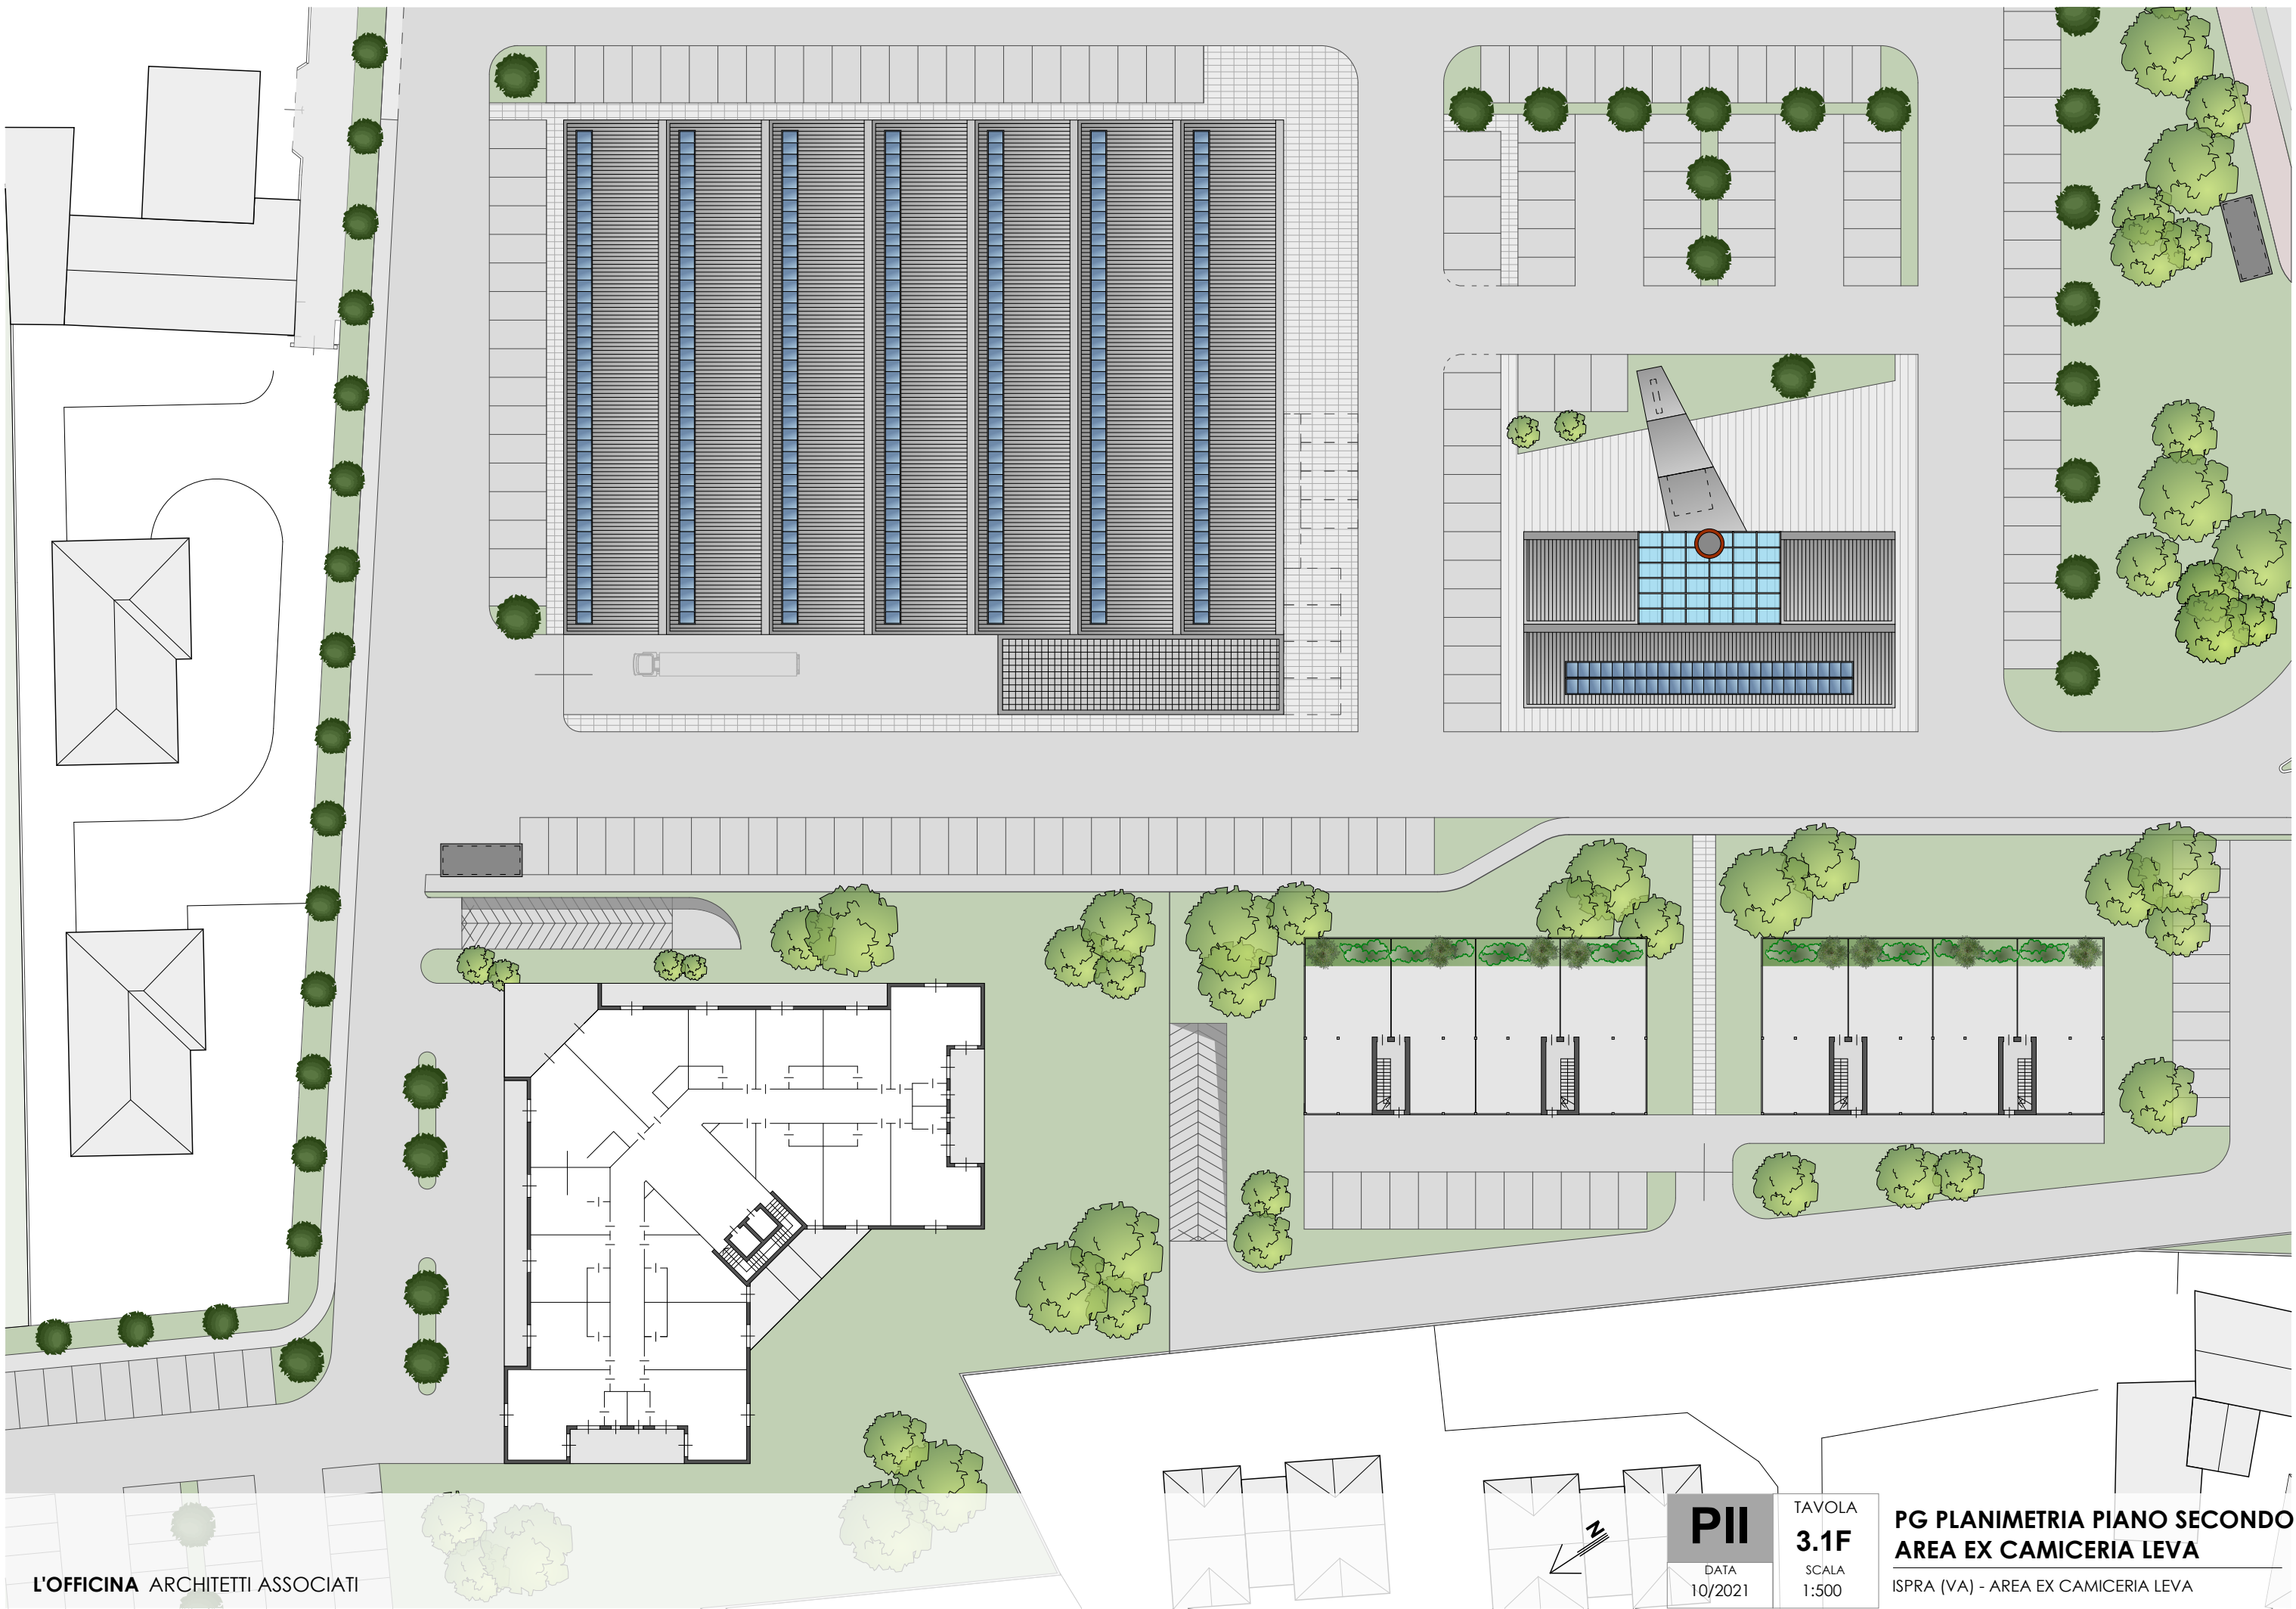 N
PII
DATA
10/2021
TAVOLA
3.1F
SCALA
1:500
PG PLANIMETRIA PIANO SECONDO
AREA EX CAMICERIA LEVA
ISPRA (VA) - AREA EX CAMICERIA LEVA
L'OFFICINA ARCHITETTI ASSOCIATI